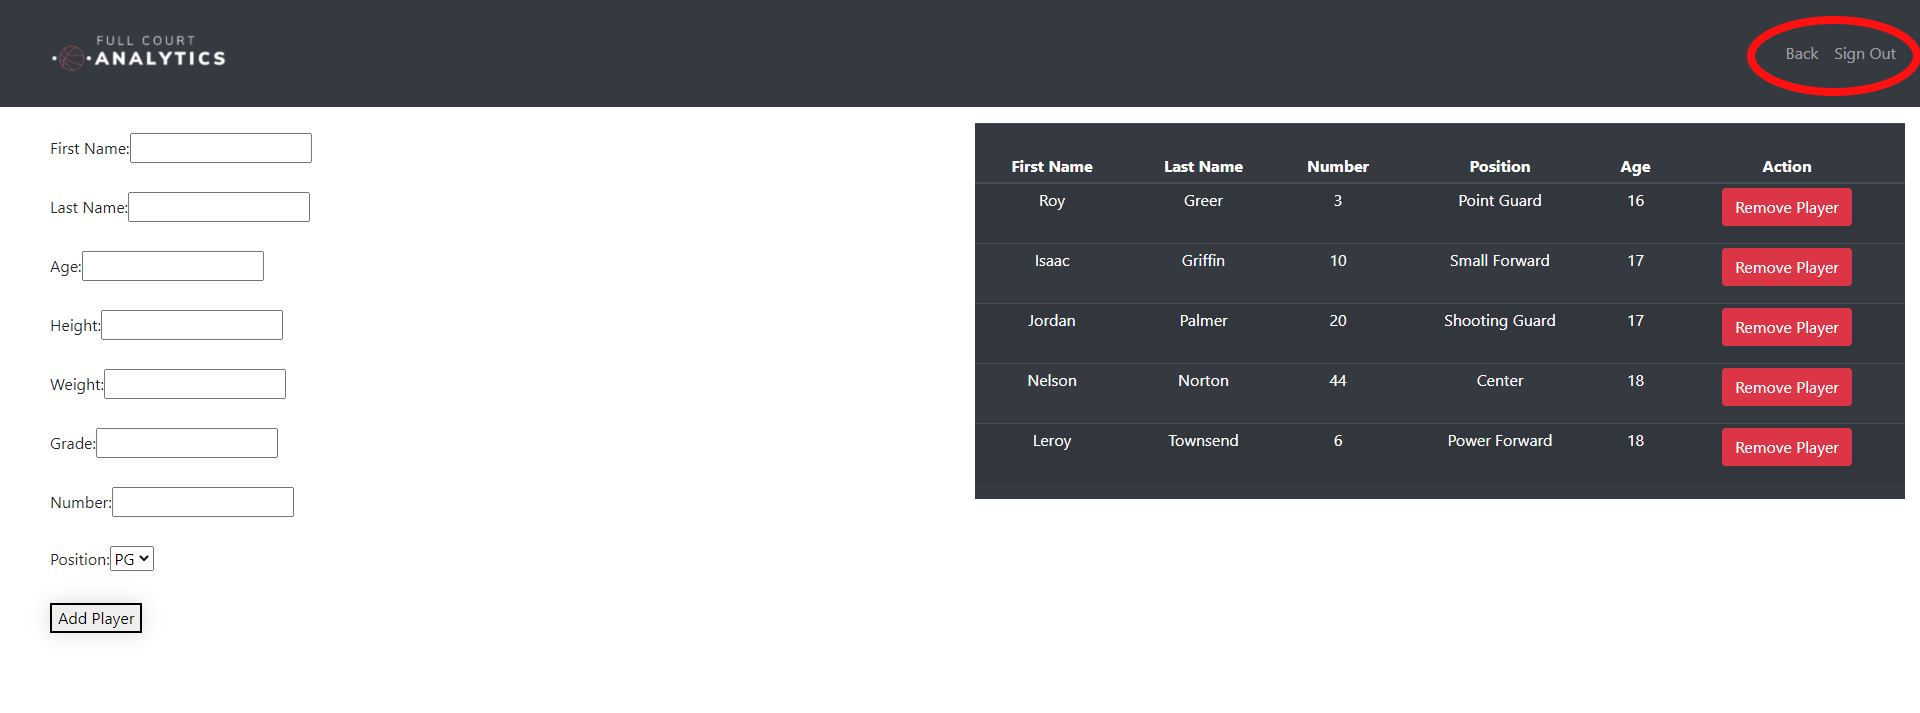 FULL COURT
ANALYTICS
Back Sign Out
First Name:
Last Name:
Age:
Height:
Weight:
Grade:
Number:
Position: PG
Add Player
First Name Last Name Number Position Age Action
Roy Greer 3 Point Guard 16 Remove Player
Isaac Griffin 10 Small Forward 17 Remove Player
Jordan Palmer 20 Shooting Guard 17 Remove Player
Nelson Norton 44 Center 18 Remove Player
Leroy Townsend 6 Power Forward 18 Remove Player